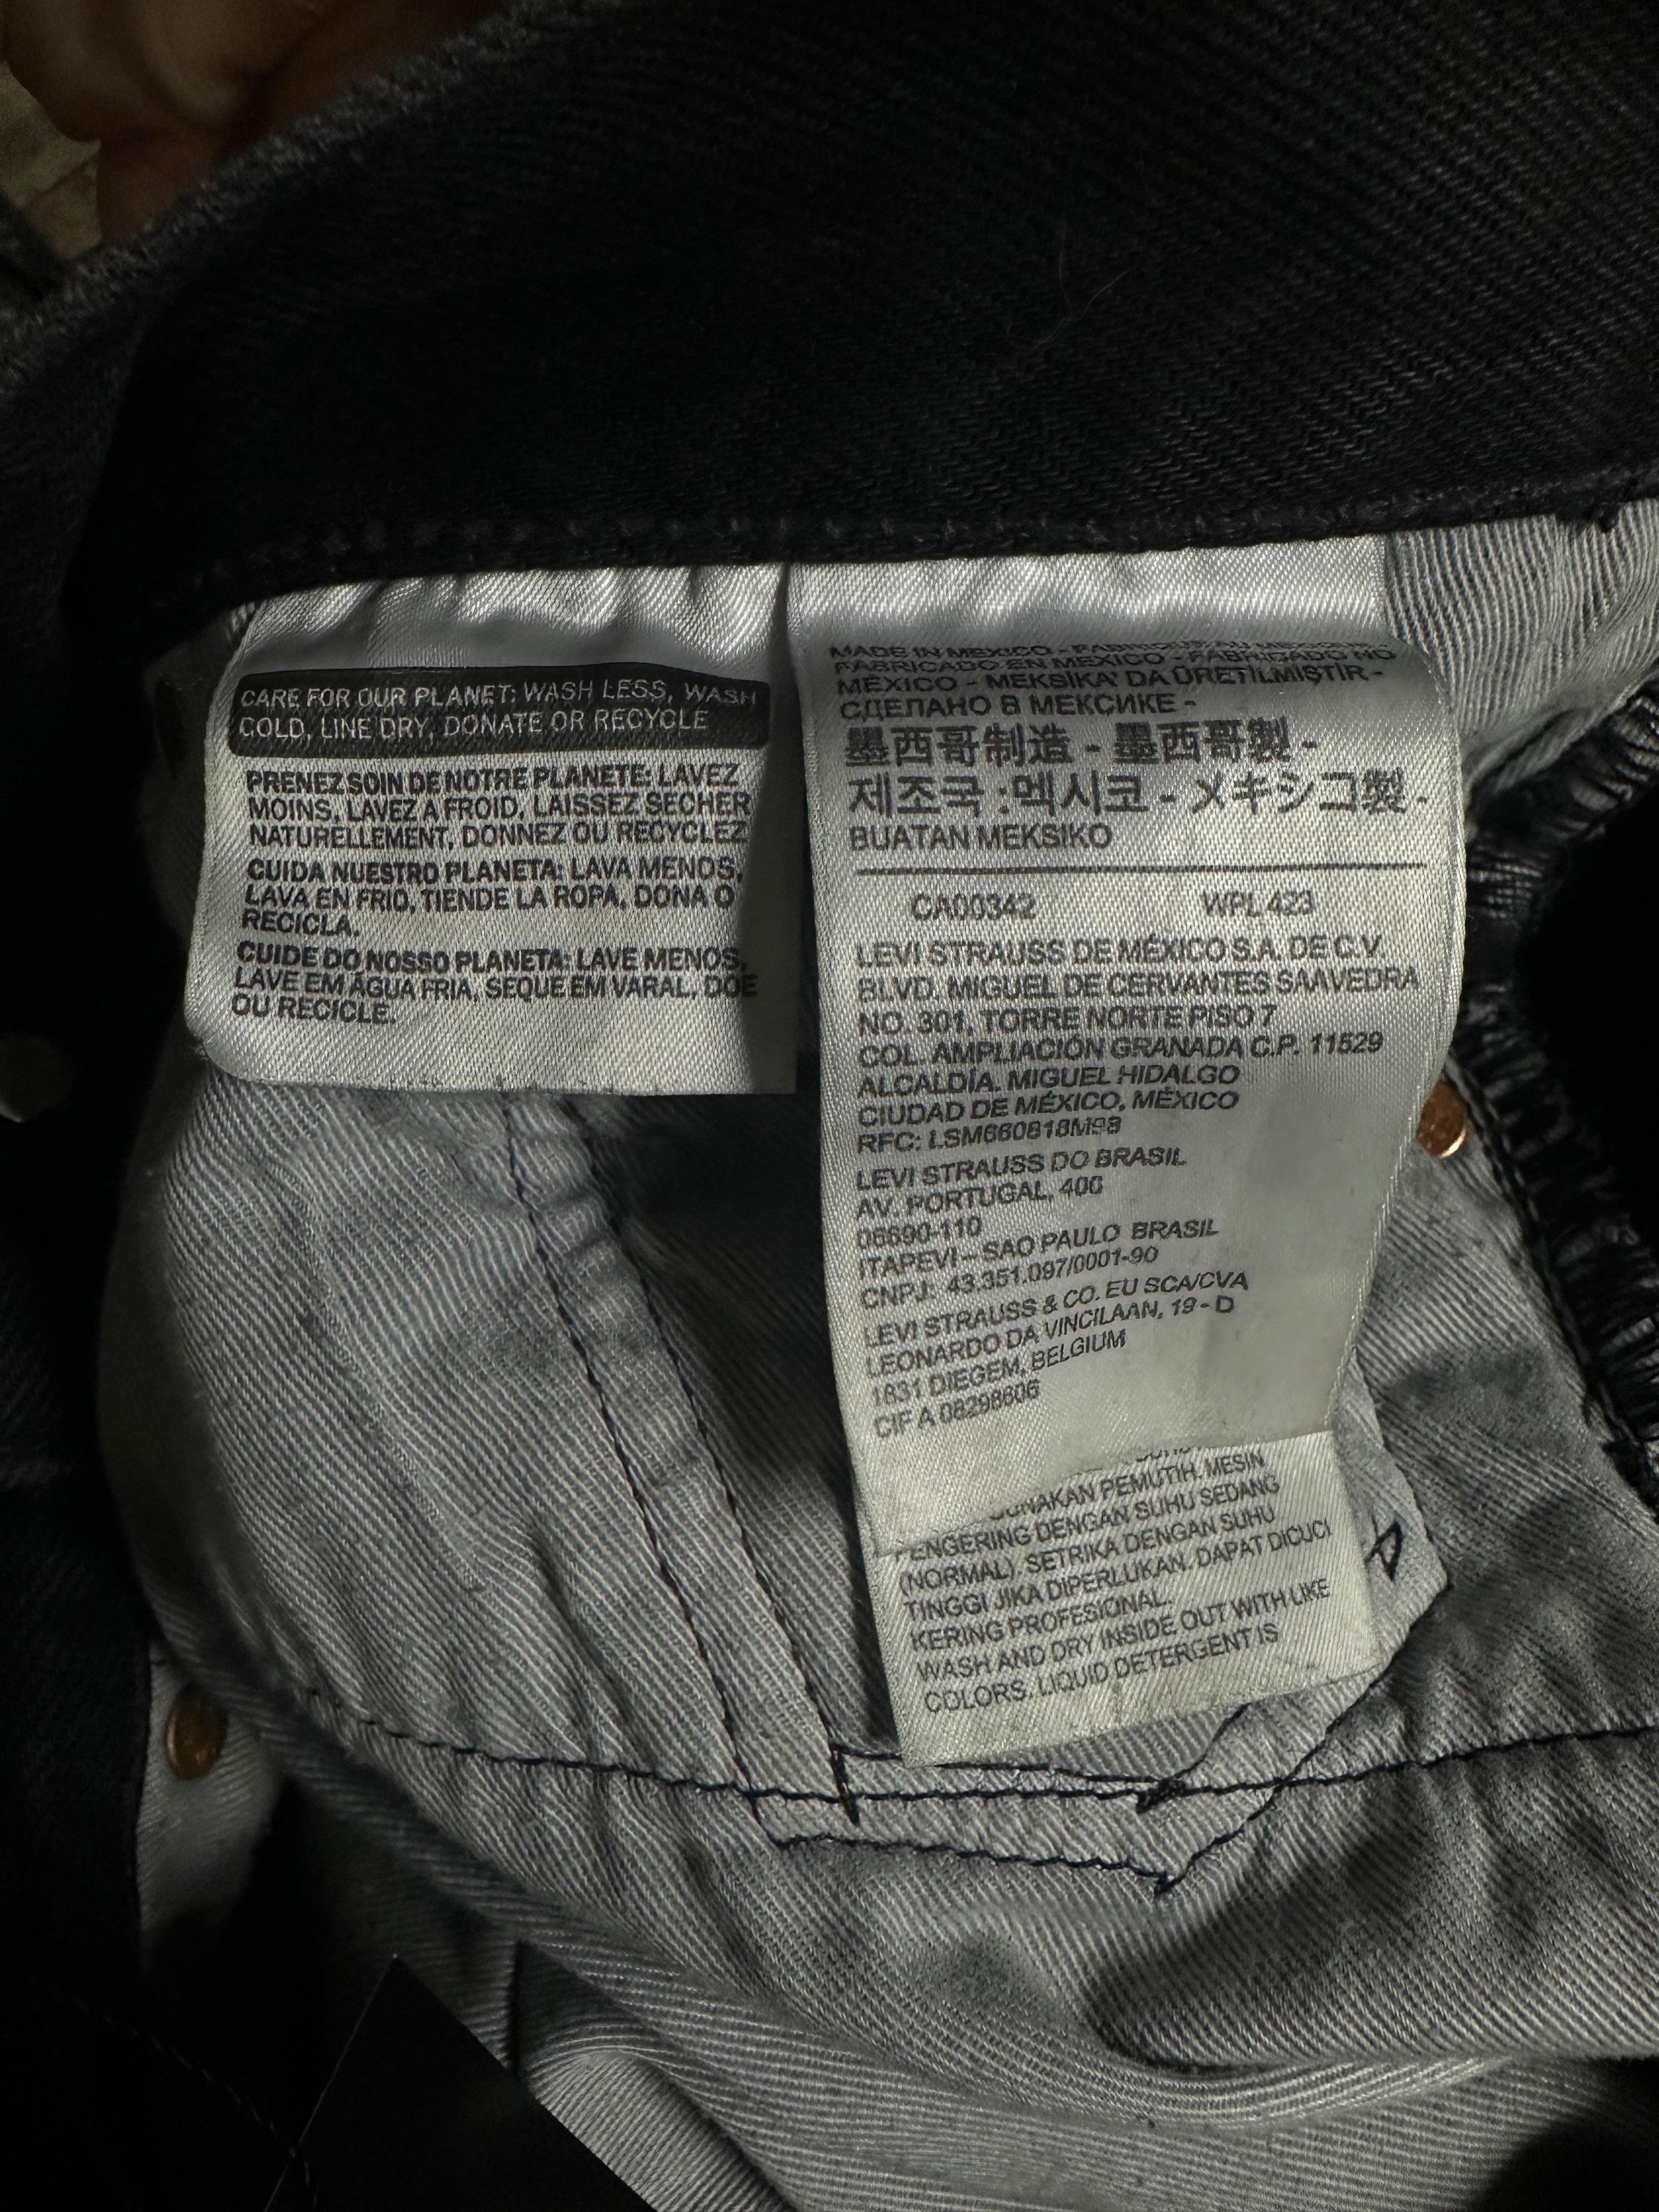 CARE FOR OUR PLANET: WASH LESS, WASH
COLD, LINE DRY, DONATE OR RECYCLE
PRENEZ SOIN DE NOTRE PLANETE: LAVEZ
MOINS, LAVEZ A FROID, LAISSEZ SECHER
NATURELLEMENT, DONNEZ OU RECYCLEZ
CUIDA NUESTRO PLANETA: LAVA MENOS,
LAVA EN FRIO, TIENDE LA ROPA, DONA O
RECICLA.
CUIDE DO NOSSO PLANETA: LAVE MENOS,
LAVE EM ÁGUA FRIA, SEQUE EM VARAL, DOE
OU RECICLE.
MADE IN MEXICO - FABRIQUE AU MEXIQUE
FABRICADO EN MEXICO - FABRICADO NO
MÉXICO - MEKSİKA' DA ÜRETİLMİŞTİR -
СДЕЛАНО В МЕКСИКЕ -
墨西哥制造 - 墨西哥製 -
제조국 :멕시코 - メキシコ製 -
BUATAN MEKSIKO
CA00342 WPL 423
LEVI STRAUSS DE MÉXICO S.A. DE C.V.
BLVD. MIGUEL DE CERVANTES SAAVEDRA
NO. 301, TORRE NORTE PISO 7
COL. AMPLIACIÓN GRANADA C.P. 11529
ALCALDÍA. MIGUEL HIDALGO
CIUDAD DE MÉXICO, MÉXICO
RFC: LSM660818M98
LEVI STRAUSS DO BRASIL
AV. PORTUGAL, 400
06690-110
ITAPEVI – SAO PAULO BRASIL
CNPJ: 43.351.097/0001-90
LEVI STRAUSS & CO. EU SCA/CVA
LEONARDO DA VINCILAAN, 19 - D
1831 DIEGEM, BELGIUM
CIF A 08298606
PEMUTIH. MESIN
PENGERING DENGAN SUHU SEDANG
(NORMAL). SETRIKA DENGAN SUHU
TINGGI JIKA DIPERLUKAN. DAPAT DICUCI
KERING PROFESIONAL.
WASH AND DRY INSIDE OUT WITH LIKE
COLORS. LIQUID DETERGENT IS